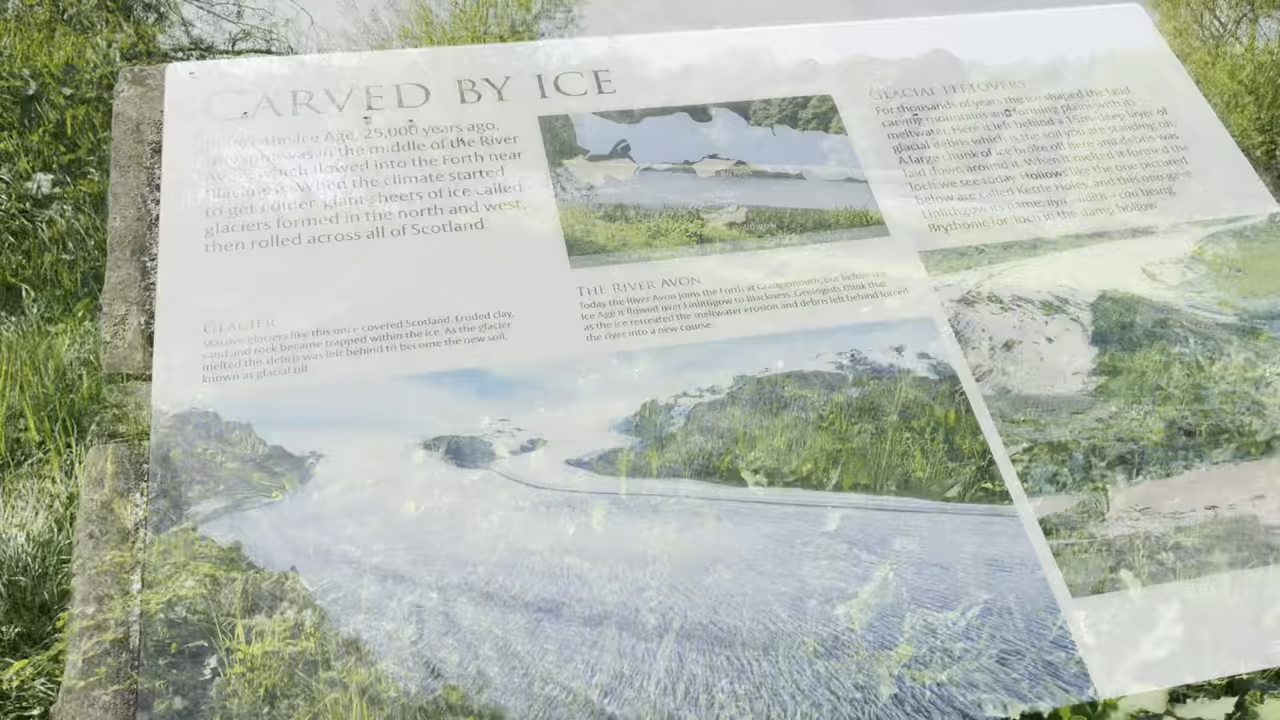 CARVED BY ICE
the Ice Age, 25,000 years ago,
was in the middle of the River
which flowed into the Forth near
When the climate started
to get colder giant sheets of ice called
glaciers formed in the north and west,
then rolled across all of Scotland.
GLACIER
Massive glaciers like this once covered Scotland. Eroded clay,
sand and rock became trapped within the ice. As the glacier
melted this debris was left behind to become the new soil,
known as glacial till.
THE RIVER AVON
Today the River Avon joins the Forth at Grangemouth, but before the
Ice Age it flowed over Linlithgow to Blackness. Geologists think that
as the ice retreated the meltwater erosion and debris left behind forced
the river into a new course.
GLACIAL LEFTOVERS
For thousands of years the ice shaped the land,
carving mountains and flowing plains with its
meltwater. Here it left behind a 15m deep layer of
glacial debris which is the soil you are standing on.
A large chunk of ice broke off here and debris was
laid down around it. When it melted it formed the
loch we see today. Hollows like the one pictured
below are called Kettle Holes, and this one gave
Linlithgow its name; llyn laith cau being
Brythonic for 'loch in the damp hollow'.